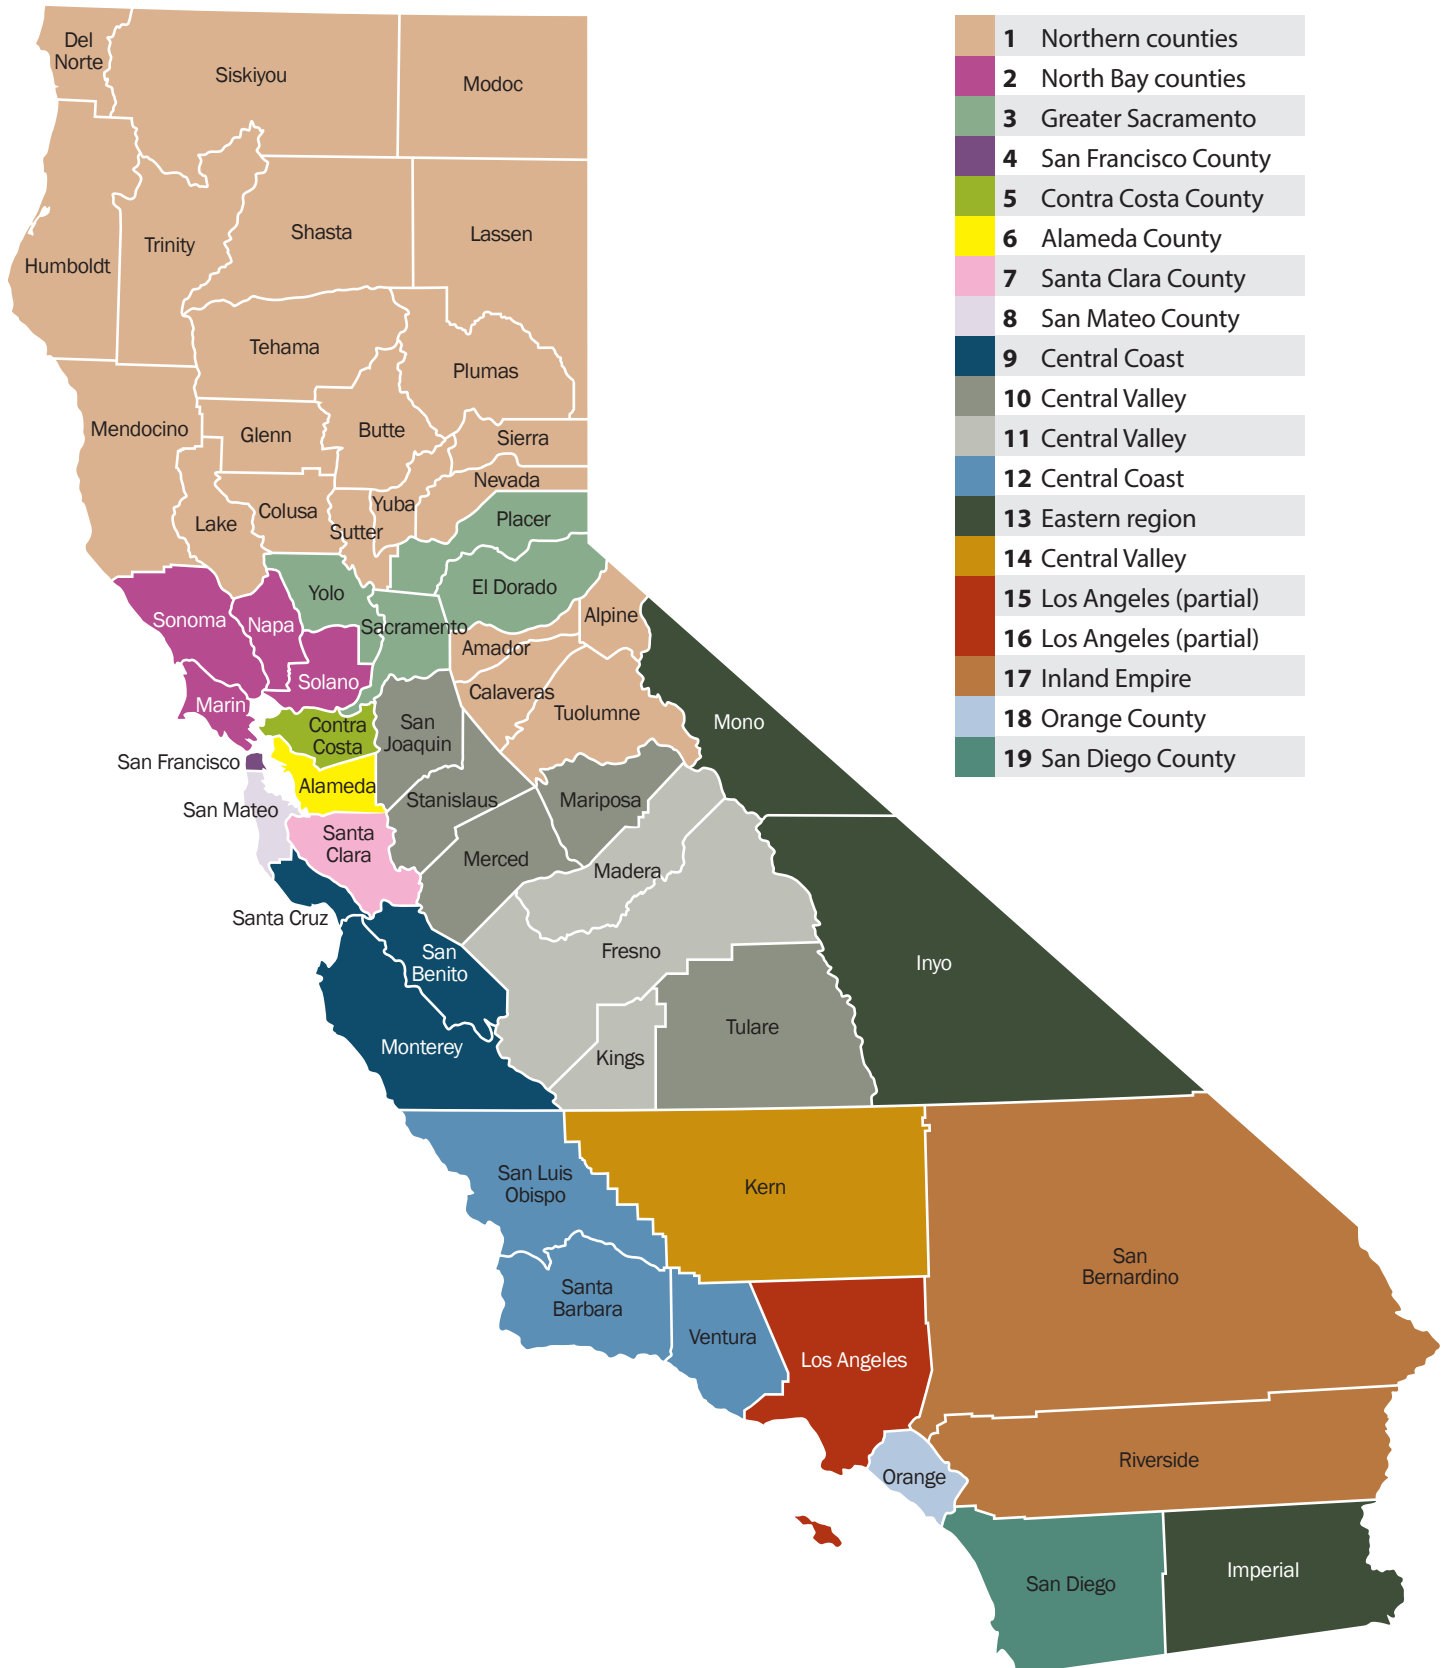 Del
Norte
Siskiyou
Modoc
Humboldt
Trinity
Shasta
Lassen
Tehama
Plumas
Mendocino
Glenn
Butte
Sierra
Nevada
Lake
Colusa
Sutter
Yuba
Placer
El Dorado
Yolo
Sonoma
Napa
Sacramento
Alpine
Amador
Solano
Marin
Calaveras
Tuolumne
Contra
Costa
San
Joaquin
Mono
San Francisco
Alameda
San Mateo
Stanislaus
Mariposa
Santa
Clara
Merced
Madera
Santa Cruz
San
Benito
Fresno
Inyo
Monterey
Kings
Tulare
San Luis
Obispo
Kern
Santa
Barbara
Ventura
Los Angeles
San
Bernardino
Orange
Riverside
San Diego
Imperial
1 Northern counties
2 North Bay counties
3 Greater Sacramento
4 San Francisco County
5 Contra Costa County
6 Alameda County
7 Santa Clara County
8 San Mateo County
9 Central Coast
10 Central Valley
11 Central Valley
12 Central Coast
13 Eastern region
14 Central Valley
15 Los Angeles (partial)
16 Los Angeles (partial)
17 Inland Empire
18 Orange County
19 San Diego County